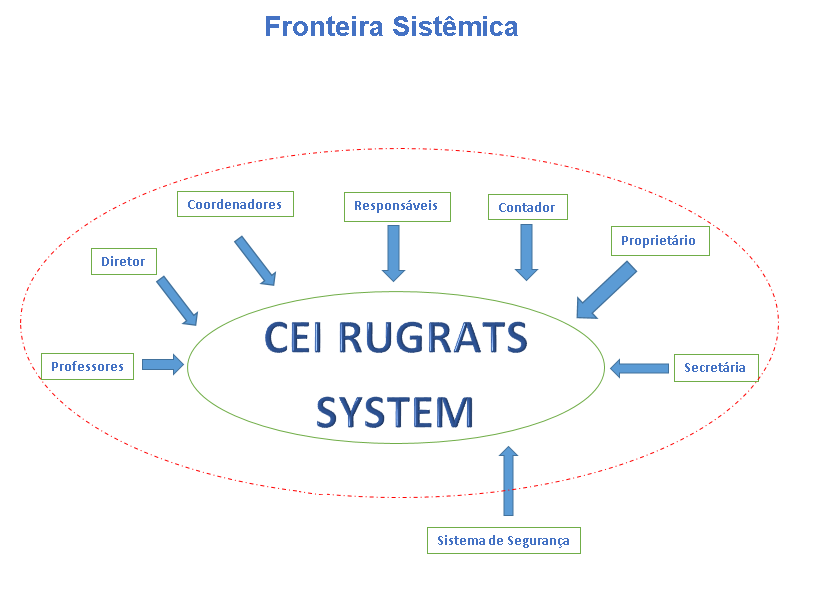 Fronteira Sistêmica
Coordenadores
Responsáveis
Contador
Proprietário
Diretor
Professores
CEI RUGRATS
SYSTEM
Secretária
Sistema de Segurança